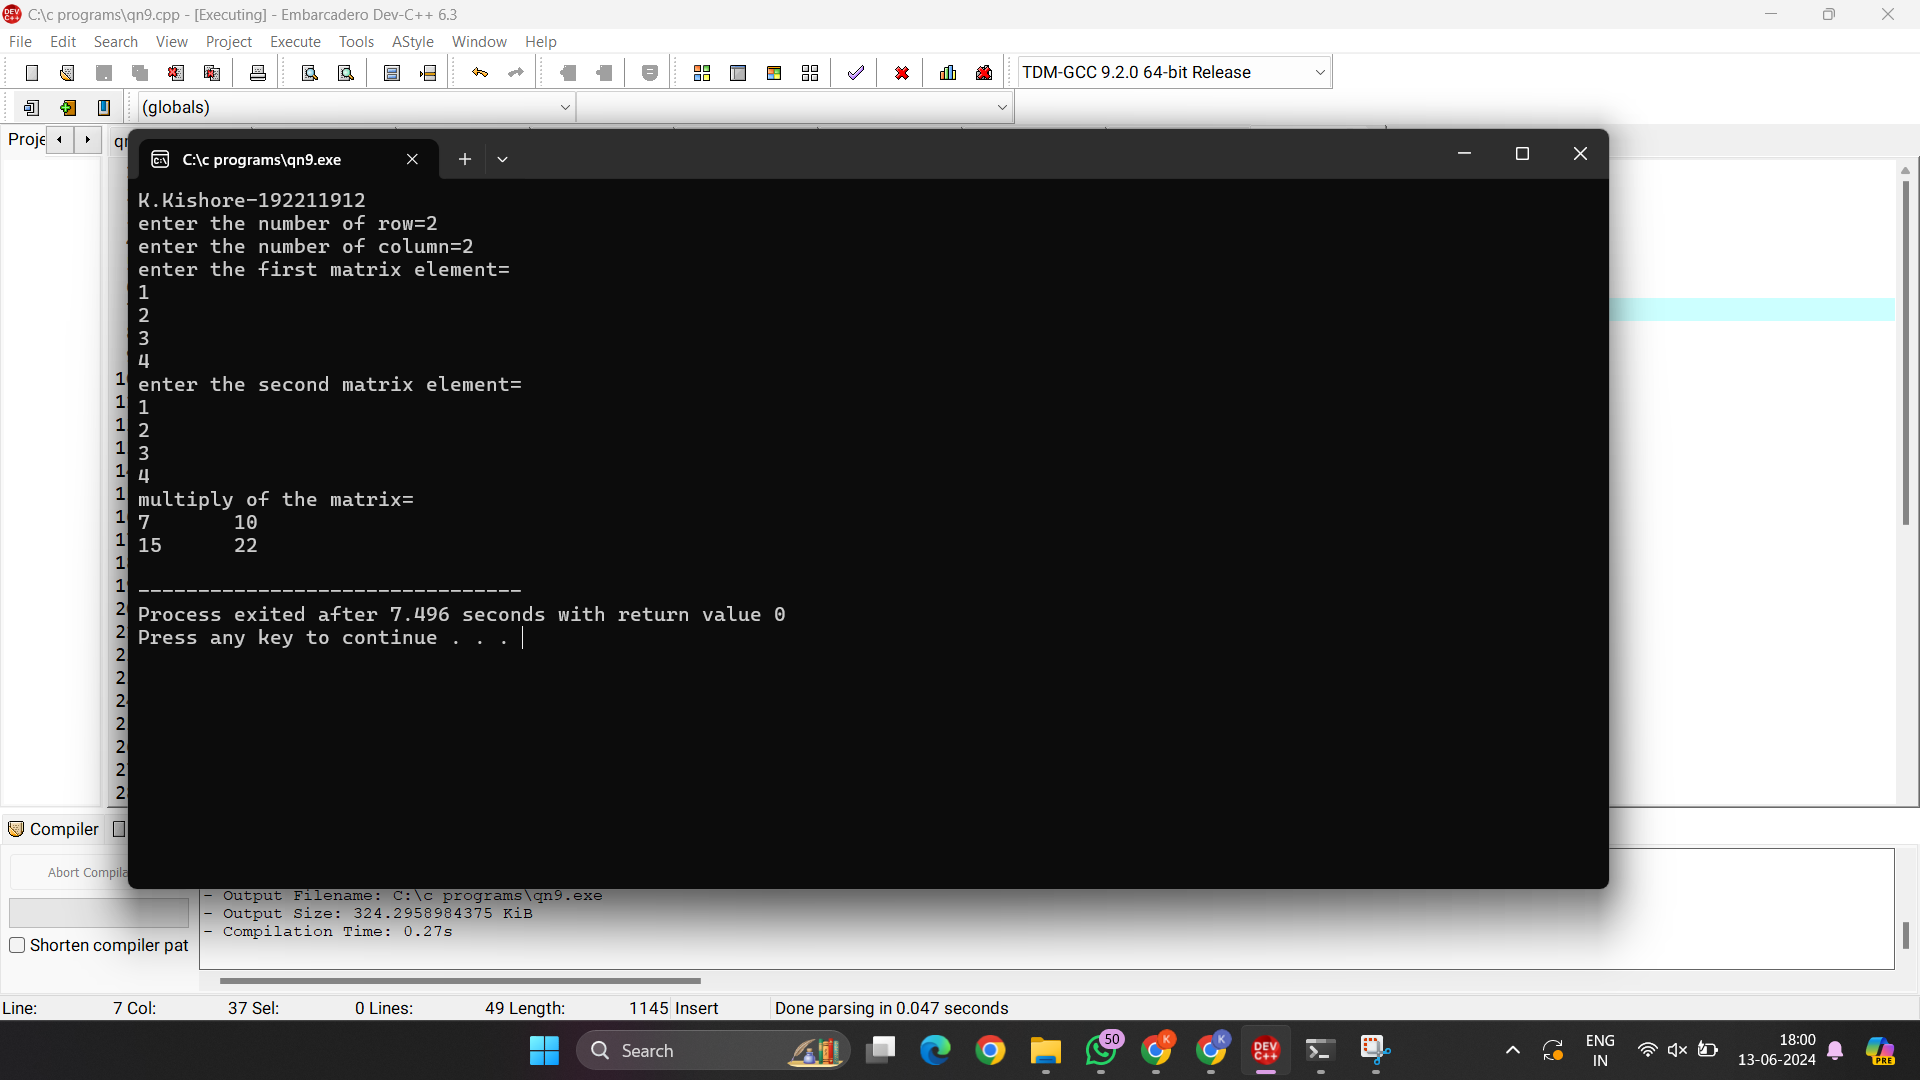 C:\c programs\qn9.cpp - [Executing] - Embarcadero Dev-C++ 6.3
File Edit Search View Project Execute Tools AStyle Window Help
TDM-GCC 9.2.0 64-bit Release
(globals)
Proje
C:\c programs\qn9.exe
K.Kishore-192211912
enter the number of row=2
enter the number of column=2
enter the first matrix element=
1
2
3
4
enter the second matrix element=
1
2
3
4
multiply of the matrix=
7 10
15 22
--------------------------------
Process exited after 7.496 seconds with return value 0
Press any key to continue . . .
Compiler
Abort Compila
Shorten compiler pat
- Output Filename: C:\c programs\qn9.exe
- Output Size: 324.2958984375 KiB
- Compilation Time: 0.27s
Line: 7 Col: 37 Sel: 0 Lines: 49 Length: 1145 Insert Done parsing in 0.047 seconds
Search
50
K
K
DEV C++
ENG
IN
18:00
13-06-2024
PRE